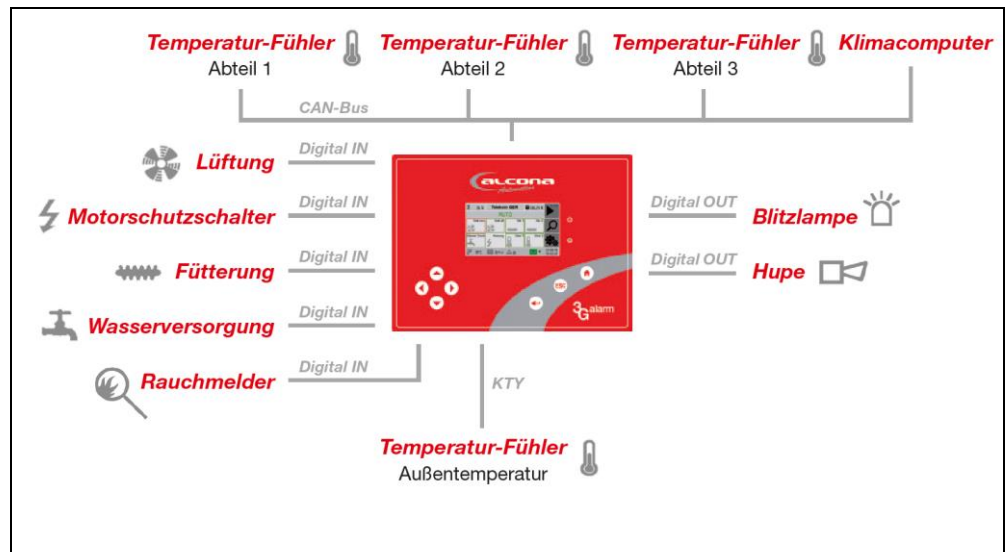 Temperatur-Fühler Temperatur-Fühler Temperatur-Fühler Klimacomputer
Abteil 1 Abteil 2 Abteil 3
CAN-Bus
Digital IN
Lüftung
Digital IN
Motorschutzschalter
Digital IN
Fütterung
Digital IN
Wasserversorgung
Digital IN
Rauchmelder
alcona
Automation
AUTO
ESC
3G alarm
Digital OUT
Blitzlampe
Digital OUT
Hupe
KTY
Temperatur-Fühler
Außentemperatur